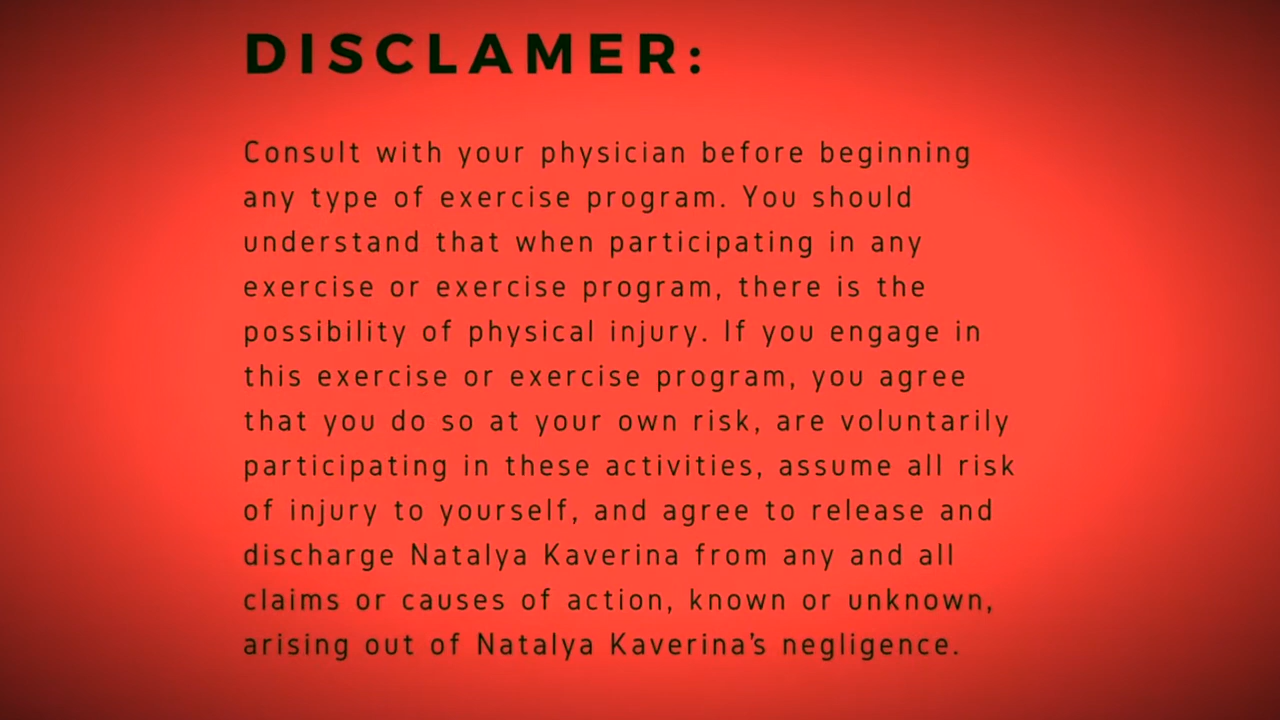 DISCLAMER:
Consult with your physician before beginning
any type of exercise program. You should
understand that when participating in any
exercise or exercise program, there is the
possibility of physical injury. If you engage in
this exercise or exercise program, you agree
that you do so at your own risk, are voluntarily
participating in these activities, assume all risk
of injury to yourself, and agree to release and
discharge Natalya Kaverina from any and all
claims or causes of action, known or unknown,
arising out of Natalya Kaverina's negligence.